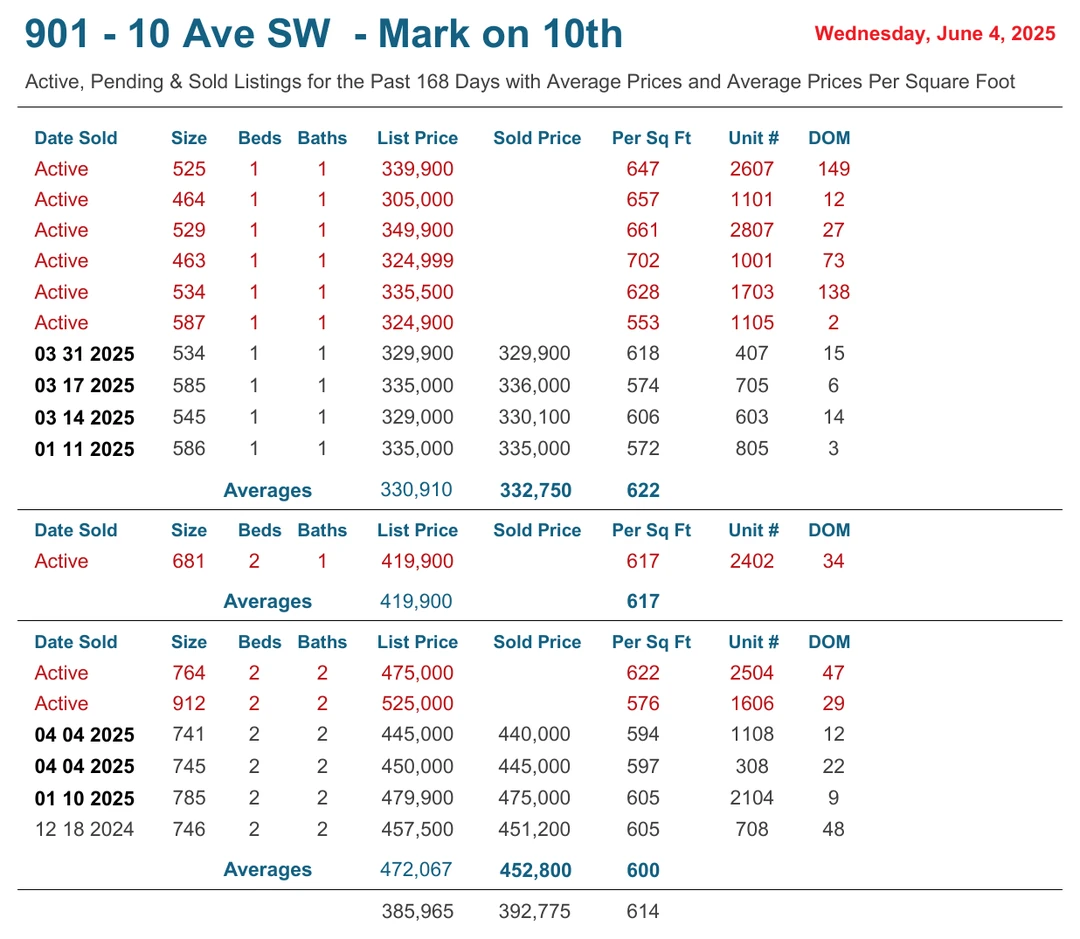 901 - 10 Ave SW - Mark on 10th Wednesday, June 4, 2025
Active, Pending & Sold Listings for the Past 168 Days with Average Prices and Average Prices Per Square Foot
Date Sold Size Beds Baths List Price Sold Price Per Sq Ft Unit # DOM
Active 525 1 1 339,900 647 2607 149
Active 464 1 1 305,000 657 1101 12
Active 529 1 1 349,900 661 2807 27
Active 463 1 1 324,999 702 1001 73
Active 534 1 1 335,500 628 1703 138
Active 587 1 1 324,900 553 1105 2
03 31 2025 534 1 1 329,900 329,900 618 407 15
03 17 2025 585 1 1 335,000 336,000 574 705 6
03 14 2025 545 1 1 329,000 330,100 606 603 14
01 11 2025 586 1 1 335,000 335,000 572 805 3
Averages 330,910 332,750 622
Date Sold Size Beds Baths List Price Sold Price Per Sq Ft Unit # DOM
Active 681 2 1 419,900 617 2402 34
Averages 419,900 617
Date Sold Size Beds Baths List Price Sold Price Per Sq Ft Unit # DOM
Active 764 2 2 475,000 622 2504 47
Active 912 2 2 525,000 576 1606 29
04 04 2025 741 2 2 445,000 440,000 594 1108 12
04 04 2025 745 2 2 450,000 445,000 597 308 22
01 10 2025 785 2 2 479,900 475,000 605 2104 9
12 18 2024 746 2 2 457,500 451,200 605 708 48
Averages 472,067 452,800 600
385,965 392,775 614